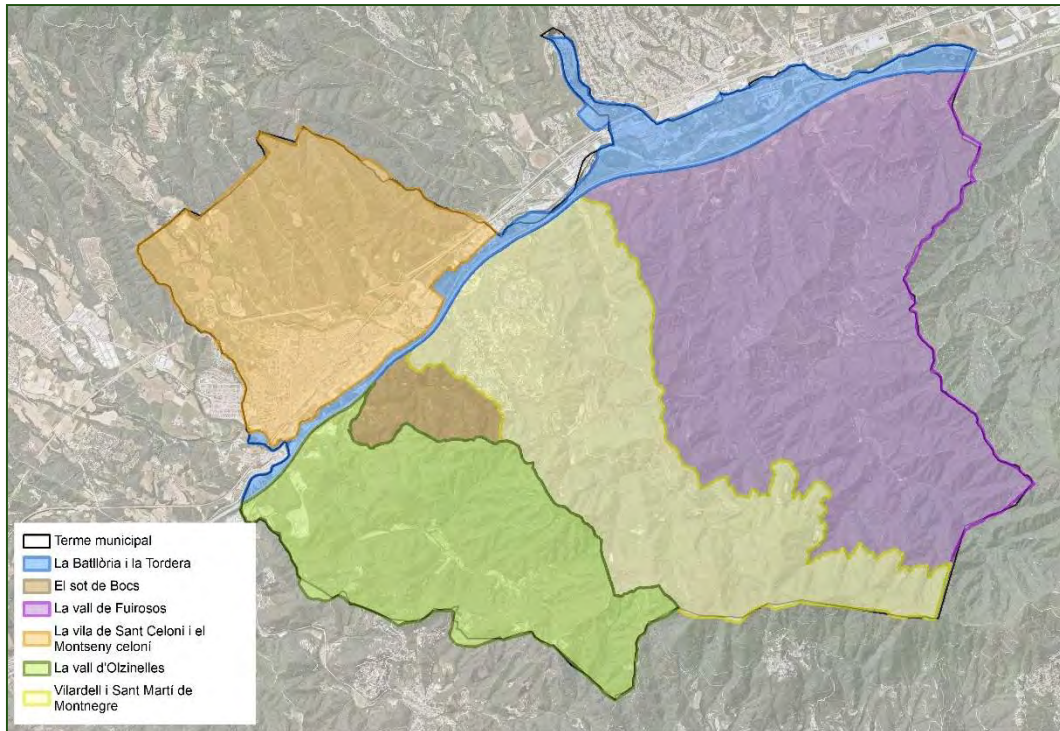 Terme municipal
La Batllòria i la Tordera
El sot de Bocs
La vall de Fuirosos
La vila de Sant Celoni i el
Montseny celoní
La vall d'Olzinelles
Vilardell i Sant Martí de
Montnegre